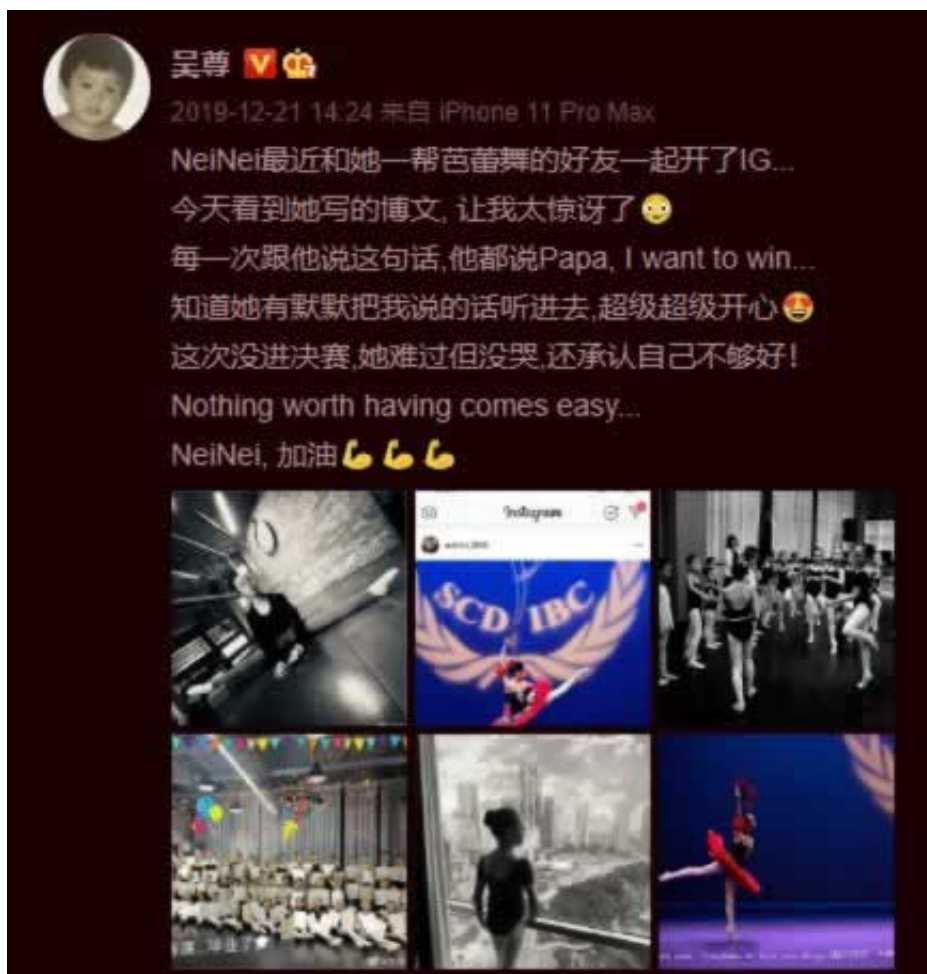 吴尊
2019-12-21 14:24 来自 iPhone 11 Pro Max
NeiNei最近和她一帮芭蕾舞的好友一起开了IG...
今天看到她写的博文, 让我太惊讶了😳
每一次跟他说这句话,他都说Papa, I want to win...
知道她有默默把我说的话听进去,超级超级开心🤩
这次没进决赛,她难过但没哭,还承认自己不够好!
Nothing worth having comes easy...
NeiNei, 加油💪💪💪
Instagram
SCD IBC